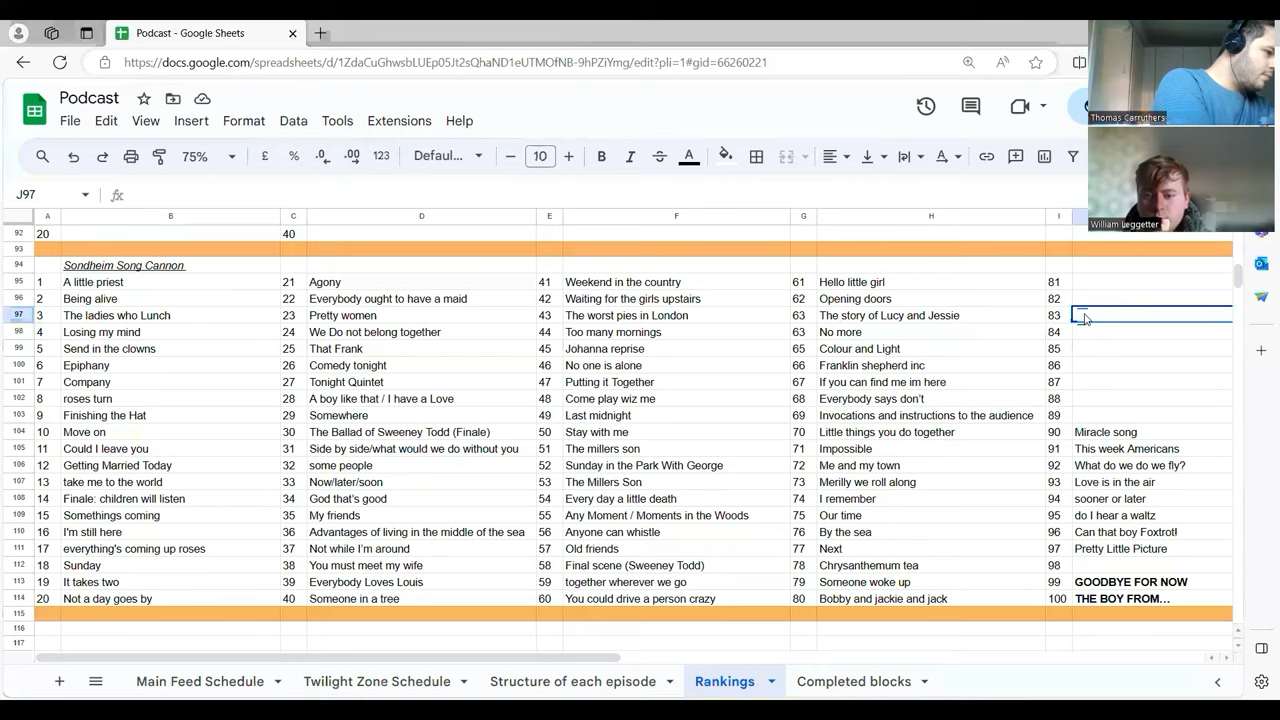 Podcast - Google Sheets
https://docs.google.com/spreadsheets/d/1ZJbCuGhwsbLUEp05Jt2sQhaND1eUTMOfNB-9hPZiYmg/edit?pli=1#gid=66260221
Podcast
File Edit View Insert Format Data Tools Extensions Help
75% £ % .0 .00 123 Defaul... 10 B I A
Thomas Carruthers
William Leggetter
J97 fx
A B C D E F G H I
92 20 40
93
94 Sondheim Song Cannon
95 1 A little priest 21 Agony 41 Weekend in the country 61 Hello little girl 81
96 2 Being alive 22 Everybody ought to have a maid 42 Waiting for the girls upstairs 62 Opening doors 82
97 3 The ladies who Lunch 23 Pretty women 43 The worst pies in London 63 The story of Lucy and Jessie 83
98 4 Losing my mind 24 We Do not belong together 44 Too many mornings 63 No more 84
99 5 Send in the clowns 25 That Frank 45 Johanna reprise 65 Colour and Light 85
100 6 Epiphany 26 Comedy tonight 46 No one is alone 66 Franklin shepherd inc 86
101 7 Company 27 Tonight Quintet 47 Putting it Together 67 If you can find me im here 87
102 8 roses turn 28 A boy like that / I have a Love 48 Come play wiz me 68 Everybody says don't 88
103 9 Finishing the Hat 29 Somewhere 49 Last midnight 69 Invocations and instructions to the audience 89
104 10 Move on 30 The Ballad of Sweeney Todd (Finale) 50 Stay with me 70 Little things you do together 90 Miracle song
105 11 Could I leave you 31 Side by side/what would we do without you 51 The millers son 71 Impossible 91 This week Americans
106 12 Getting Married Today 32 some people 52 Sunday in the Park With George 72 Me and my town 92 What do we do we fly?
107 13 take me to the world 33 Now/later/soon 53 The Millers Son 73 Merilly we roll along 93 Love is in the air
108 14 Finale: children will listen 34 God that's good 54 Every day a little death 74 I remember 94 sooner or later
109 15 Somethings coming 35 My friends 55 Any Moment / Moments in the Woods 75 Our time 95 do I hear a waltz
110 16 I'm still here 36 Advantages of living in the middle of the sea 56 Anyone can whistle 76 By the sea 96 Can that boy Foxtrot!
111 17 everything's coming up roses 37 Not while I'm around 57 Old friends 77 Next 97 Pretty Little Picture
112 18 Sunday 38 You must meet my wife 58 Final scene (Sweeney Todd) 78 Chrysanthemum tea 98
113 19 It takes two 39 Everybody Loves Louis 59 together wherever we go 79 Someone woke up 99 GOODBYE FOR NOW
114 20 Not a day goes by 40 Someone in a tree 60 You could drive a person crazy 80 Bobby and jackie and jack 100 THE BOY FROM...
115
116
117
Main Feed Schedule Twilight Zone Schedule Structure of each episode Rankings Completed blocks